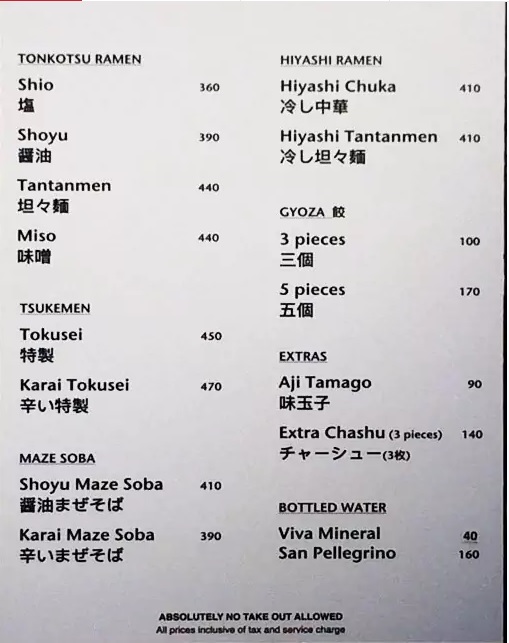 TONKOTSU RAMEN
Shio 360
塩
Shoyu 390
醤油
Tantanmen 440
坦々麺
Miso 440
味噌
TSUKEMEN
Tokusei 450
特製
Karai Tokusei 470
辛い特製
MAZE SOBA
Shoyu Maze Soba 410
醤油まぜそば
Karai Maze Soba 390
辛いまぜそば
HIYASHI RAMEN
Hiyashi Chuka 410
冷し中華
Hiyashi Tantanmen 410
冷し坦々麺
GYOZA 餃
3 pieces 100
三個
5 pieces 170
五個
EXTRAS
Aji Tamago 90
味玉子
Extra Chashu (3 pieces) 140
チャーシュー(3枚)
BOTTLED WATER
Viva Mineral 40
San Pellegrino 160
ABSOLUTELY NO TAKE OUT ALLOWED
All prices inclusive of tax and service charge